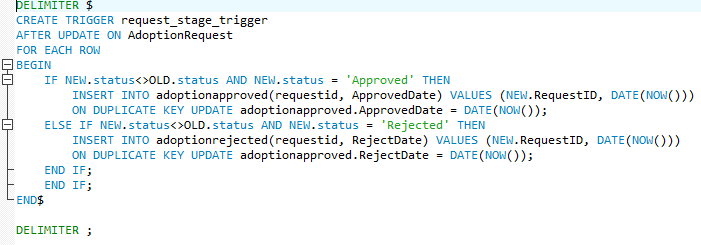 DELIMITER $
CREATE TRIGGER request_stage_trigger
AFTER UPDATE ON AdoptionRequest
FOR EACH ROW
BEGIN
    IF NEW.status<>OLD.status AND NEW.status = 'Approved' THEN
        INSERT INTO adoptionapproved(requestid, ApprovedDate) VALUES (NEW.RequestID, DATE(NOW()))
        ON DUPLICATE KEY UPDATE adoptionapproved.ApprovedDate = DATE(NOW());
    ELSE IF NEW.status<>OLD.status AND NEW.status = 'Rejected' THEN
        INSERT INTO adoptionrejected(requestid, RejectDate) VALUES (NEW.RequestID, DATE(NOW()))
        ON DUPLICATE KEY UPDATE adoptionapproved.RejectDate = DATE(NOW());
    END IF;
    END IF;
END$
DELIMITER ;